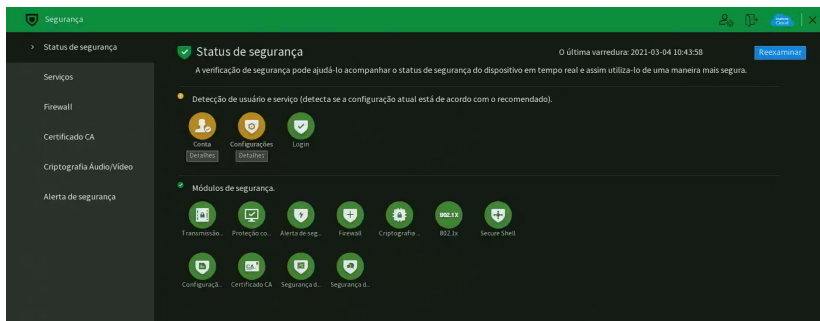 Segurança
Status de segurança
Serviços
Firewall
Certificado CA
Criptografia Áudio/Vídeo
Alerta de segurança
Status de segurança
O última varredura: 2021-03-04 10:43:58
Reexaminar
A verificação de segurança pode ajudá-lo acompanhar o status de segurança do dispositivo em tempo real e assim utiliza-lo de uma maneira mais segura.
Detecção de usuário e serviço (detecta se a configuração atual está de acordo com o recomendado).
Conta
Configurações
Login
Detalhes
Detalhes
Módulos de segurança.
802.1X
Transmissão..
Proteção co..
Alerta de seg..
Firewall
Criptografia ..
802.1x
Secure Shell
CA
Configuraçã..
Certificado CA
Segurança d..
Segurança d..